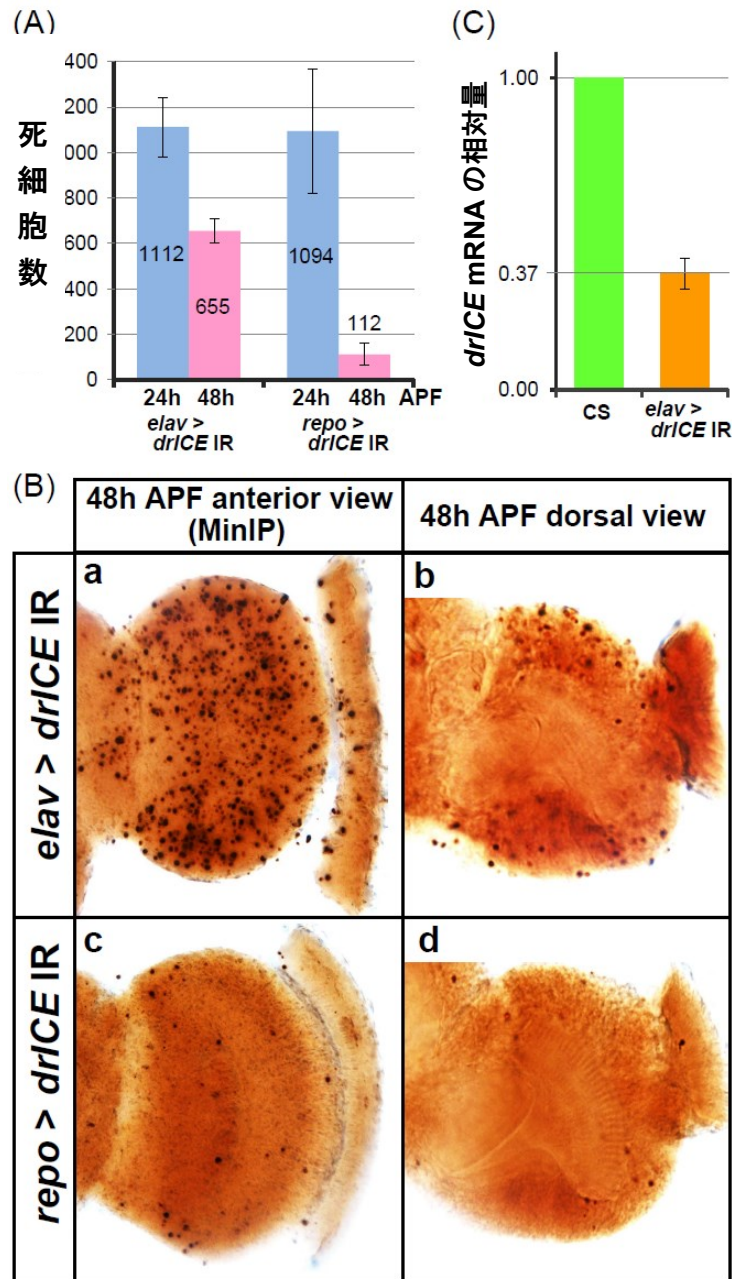 (A)
400
200
000
800
600
400
200
0
死細胞数
1112
655
1094
112
24h 48h 24h 48h APF
elav > repo >
drICE IR drICE IR
(C)
1.00
0.37
0.00
drICE mRNA の相対量
CS elav >
drICE IR
(B)
48h APF anterior view
(MinIP)
48h APF dorsal view
elav > drICE IR
a
b
repo > drICE IR
c
d